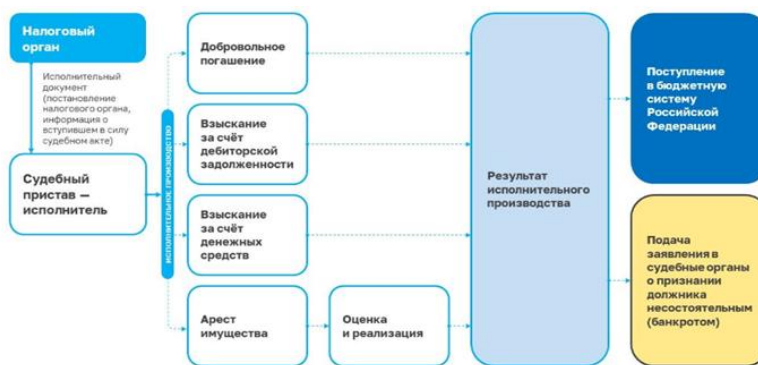 Налоговый
орган
Исполнительный
документ
(постановление
налогового органа,
информация о
вступившем в силу
судебном акте)
Судебный
пристав —
исполнитель
ИСПОЛНИТЕЛЬНОЕ ПРОИЗВОДСТВО
Добровольное
погашение
Взыскание
за счёт
дебиторской
задолженности
Взыскание
за счёт
денежных
средств
Арест
имущества
Оценка
и реализация
Результат
исполнительного
производства
Поступление
в бюджетную
систему
Российской
Федерации
Подача
заявления в
судебные органы
о признании
должника
несостоятельным
(банкротом)